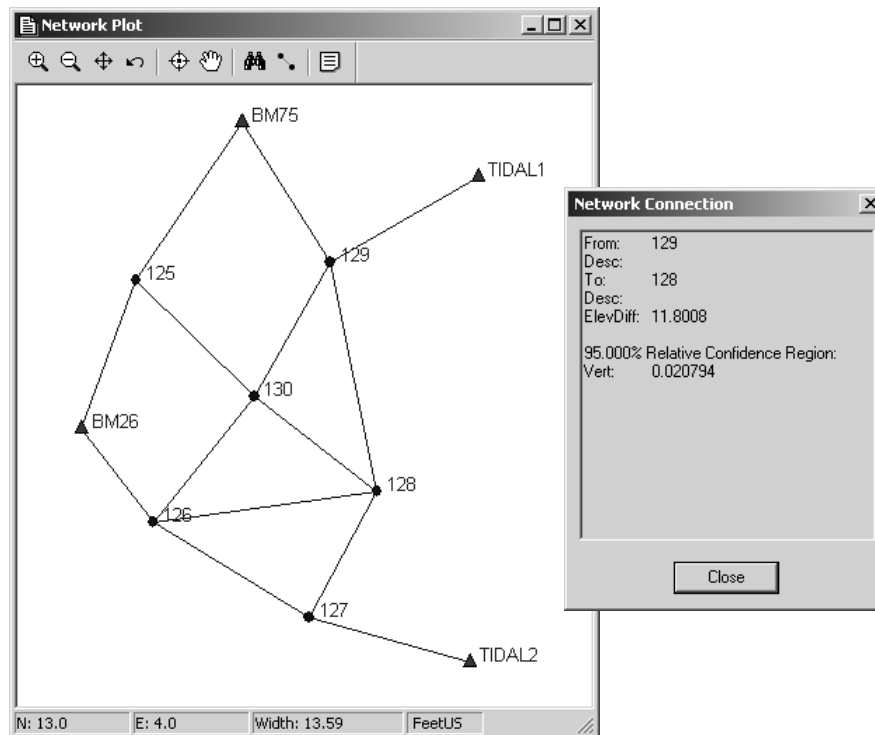 Network Plot
BM75
TIDAL1
129
125
130
BM26
128
126
127
TIDAL2
N: 13.0 E: 4.0 Width: 13.59 FeetUS
Network Connection
From: 129
Desc:
To: 128
Desc:
ElevDiff: 11.8008
95.000% Relative Confidence Region:
Vert: 0.020794
Close